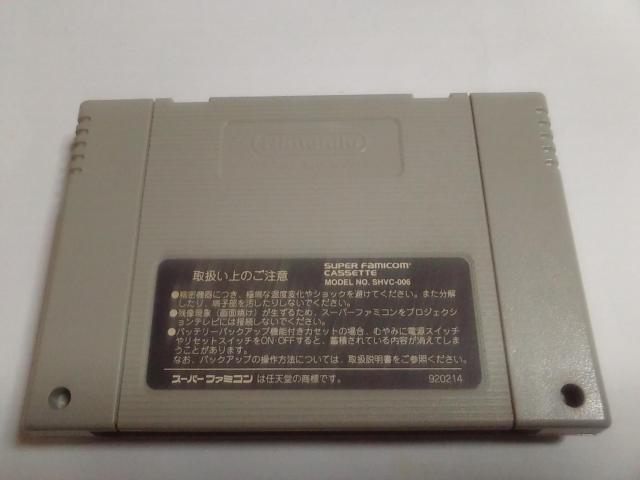 Nintendo
取扱い上のご注意
SUPER FAMICOM
CASSETTE
MODEL NO. SHVC-006
●精密機器につき、極端な温度変化やショックを避けてください。また分解
したり、端子部を汚したりしないでください。
●残像現象(画面焼け)が生ずるため、スーパーファミコンをプロジェク
ションテレビには接続しないでください。
●バッテリーバックアップ機能付きカセットの場合、むやみに電源スイッチ
やリセットスイッチをON・OFFすると、蓄積されている内容が消えてしま
うことがあります。
なお、バックアップの操作方法については、取扱説明書をご参照ください。
スーパーファミコン は任天堂の商標です。
920214